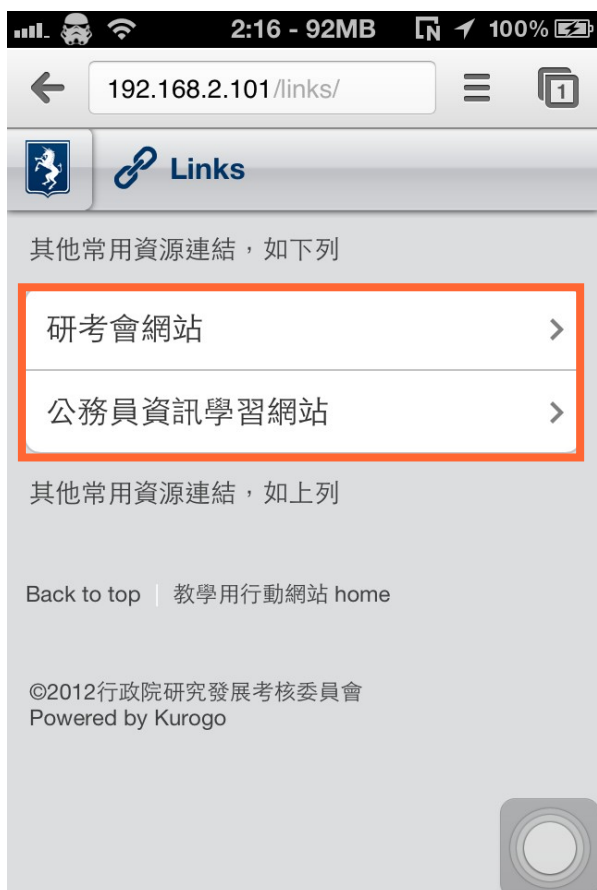 2:16 - 92MB 100%
192.168.2.101/links/ 1
Links
其他常用資源連結，如下列
研考會網站
公務員資訊學習網站
其他常用資源連結，如上列
Back to top 教學用行動網站 home
©2012行政院研究發展考核委員會
Powered by Kurogo